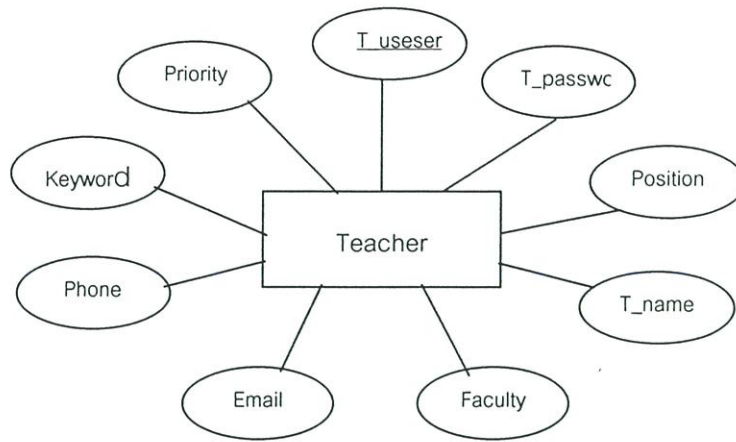 T_useser
Priority
T_passwc
Keyword
Position
Teacher
Phone
T_name
Email
Faculty